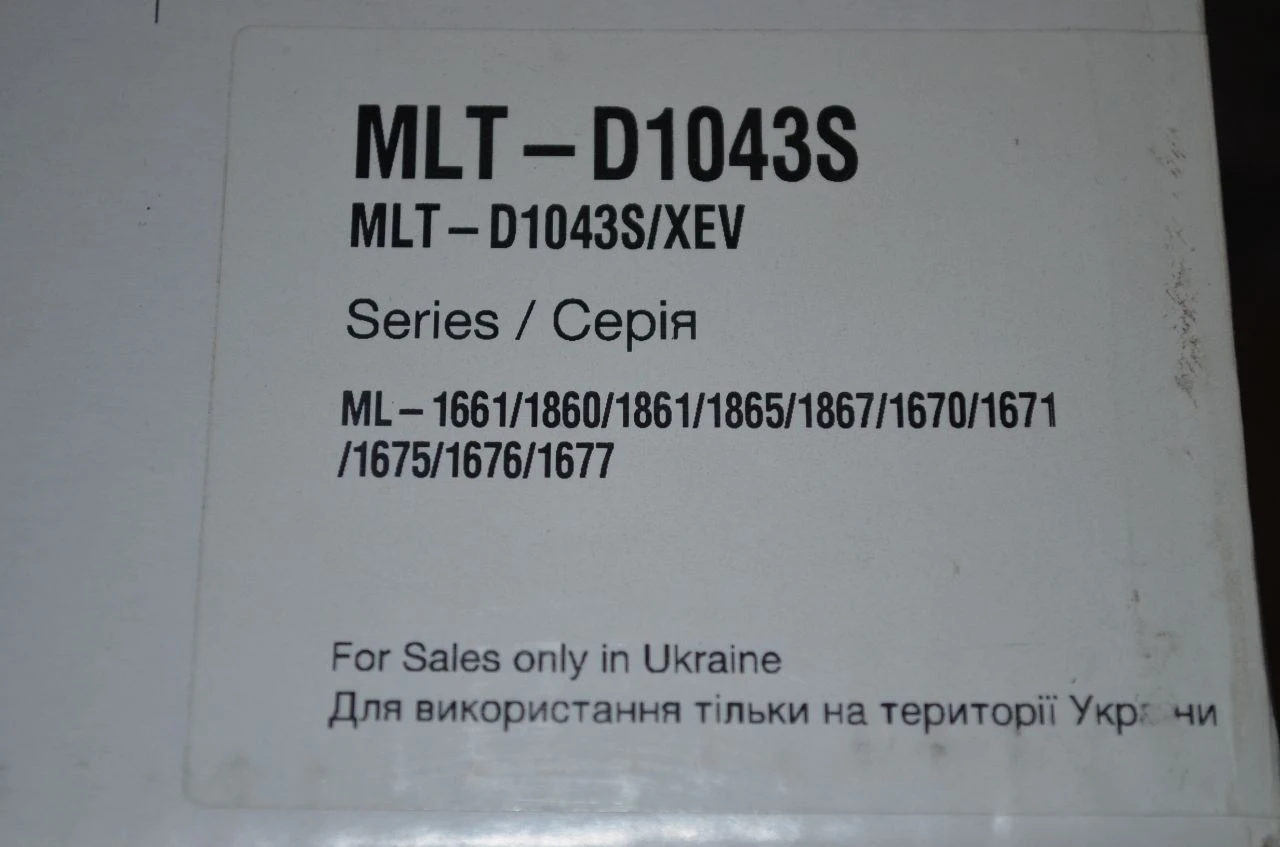 MLT – D1043S
MLT – D1043S/XEV
Series / Серія
ML – 1661/1860/1861/1865/1867/1670/1671
/1675/1676/1677
For Sales only in Ukraine
Для використання тільки на території